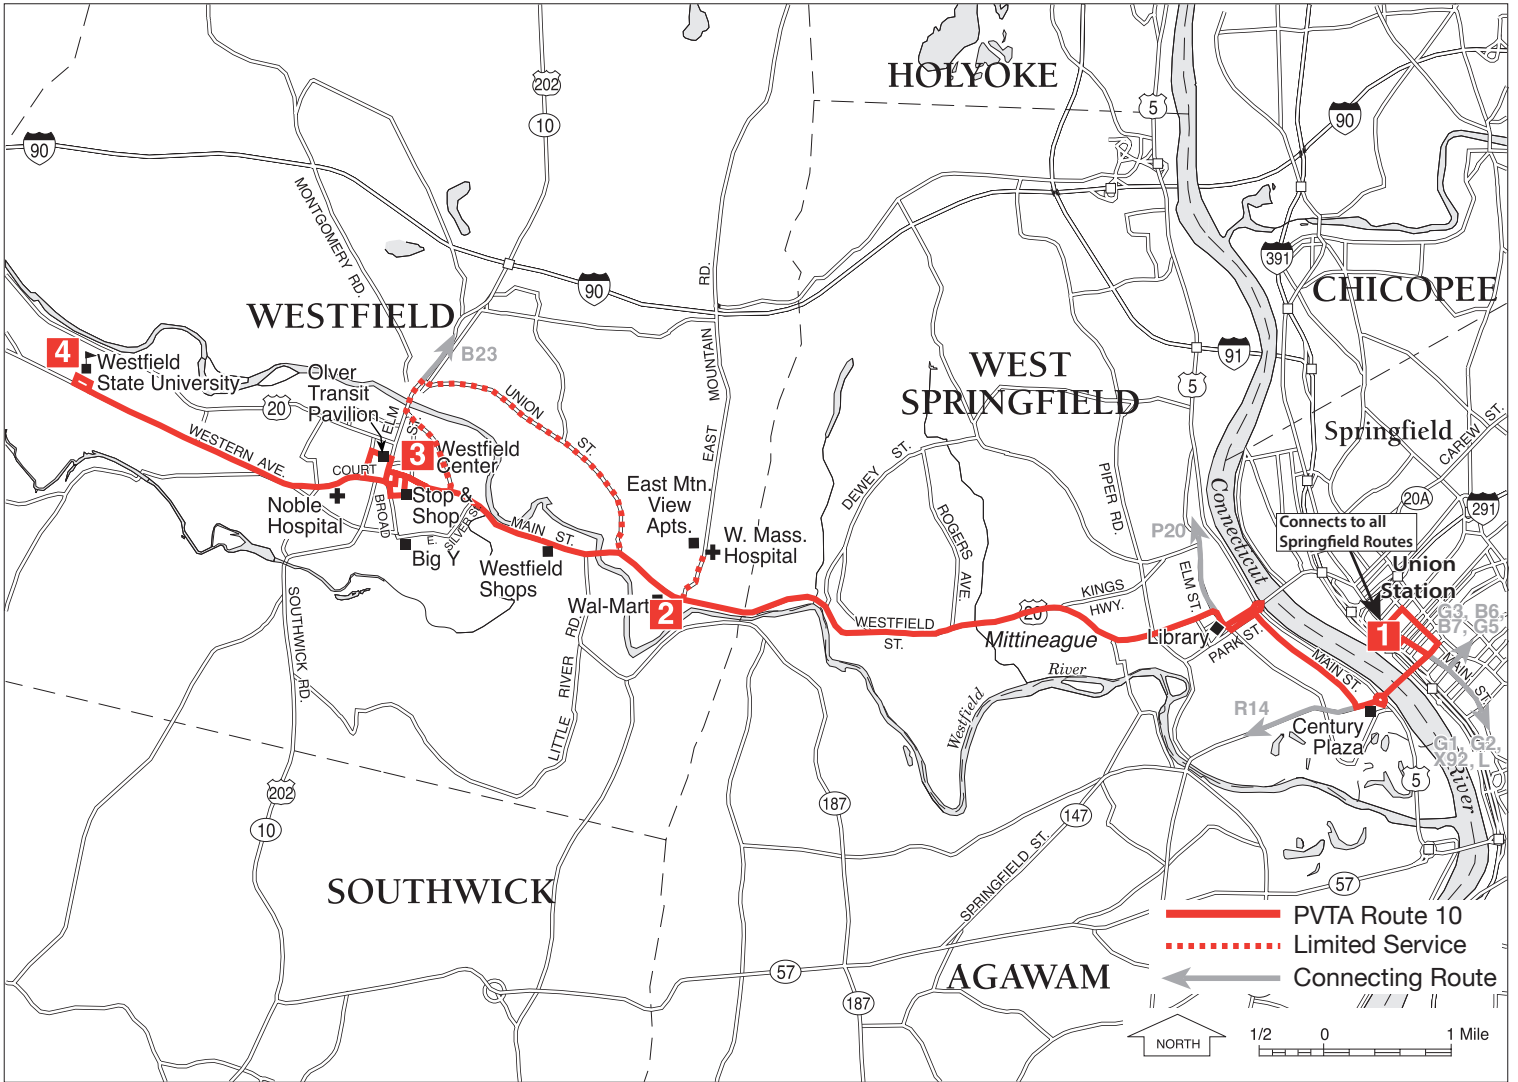 HOLYOKE
202
10
5
90
90
MONTGOMERY RD.
391
CHICOPEE
90
EAST MOUNTAIN RD.
WESTFIELD
B23
91
5
WEST
SPRINGFIELD
4
Westfield
State University
Olver
Transit
Pavilion
20
ELM ST.
UNION ST.
WESTERN AVE.
COURT
3
Westfield
Center
Springfield
CAREW ST.
20A
291
Noble
Hospital
BROAD
Stop &
Shop
E. SILVER ST.
Big Y
MAIN ST.
Westfield
Shops
East Mtn.
View
Apts.
W. Mass.
Hospital
DEWEY ST.
ROGERS AVE.
PIPER RD.
P20
Connecticut
Connects to all
Springfield Routes
Union
Station
G3, B6,
B7, G5
SOUTHWICK RD.
Wal-Mart
2
LITTLE RIVER RD.
WESTFIELD
ST.
20
KINGS
HWY.
Mittineague
ELM ST.
Library
PARK ST.
MAIN ST.
1
MAIN ST.
Westfield
River
R14
Century
Plaza
G1, G2,
X92, L
River
5
202
10
187
147
SPRINGFIELD ST.
57
SOUTHWICK
57
187
AGAWAM
PVTA Route 10
Limited Service
Connecting Route
NORTH
1/2 0 1 Mile